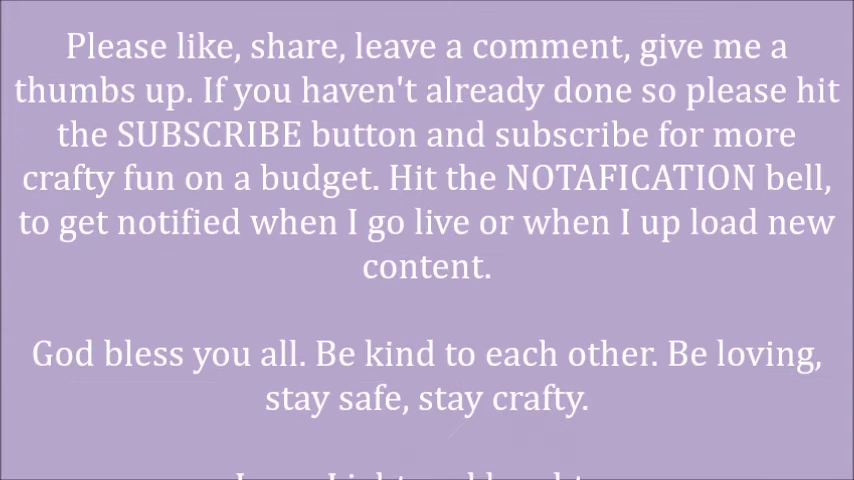 Please like, share, leave a comment, give me a
thumbs up. If you haven't already done so please hit
the SUBSCRIBE button and subscribe for more
crafty fun on a budget. Hit the NOTAFICATION bell,
to get notified when I go live or when I up load new
content.
God bless you all. Be kind to each other. Be loving,
stay safe, stay crafty.